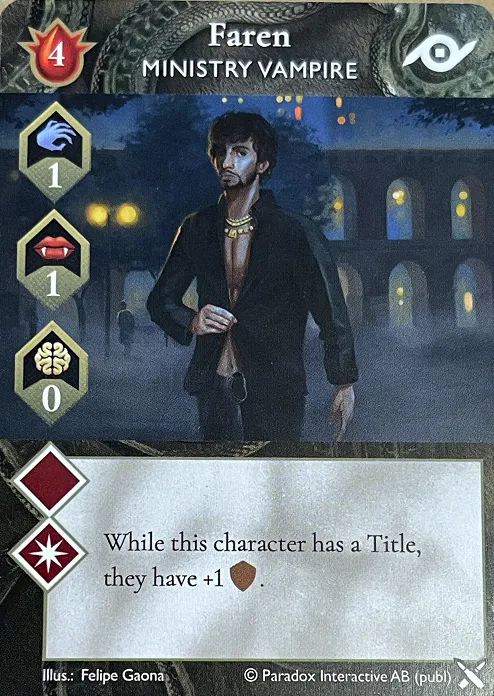 4
Faren
MINISTRY VAMPIRE
1
1
0
While this character has a Title,
they have +1 .
Illus.: Felipe Gaona
© Paradox Interactive AB (publ)